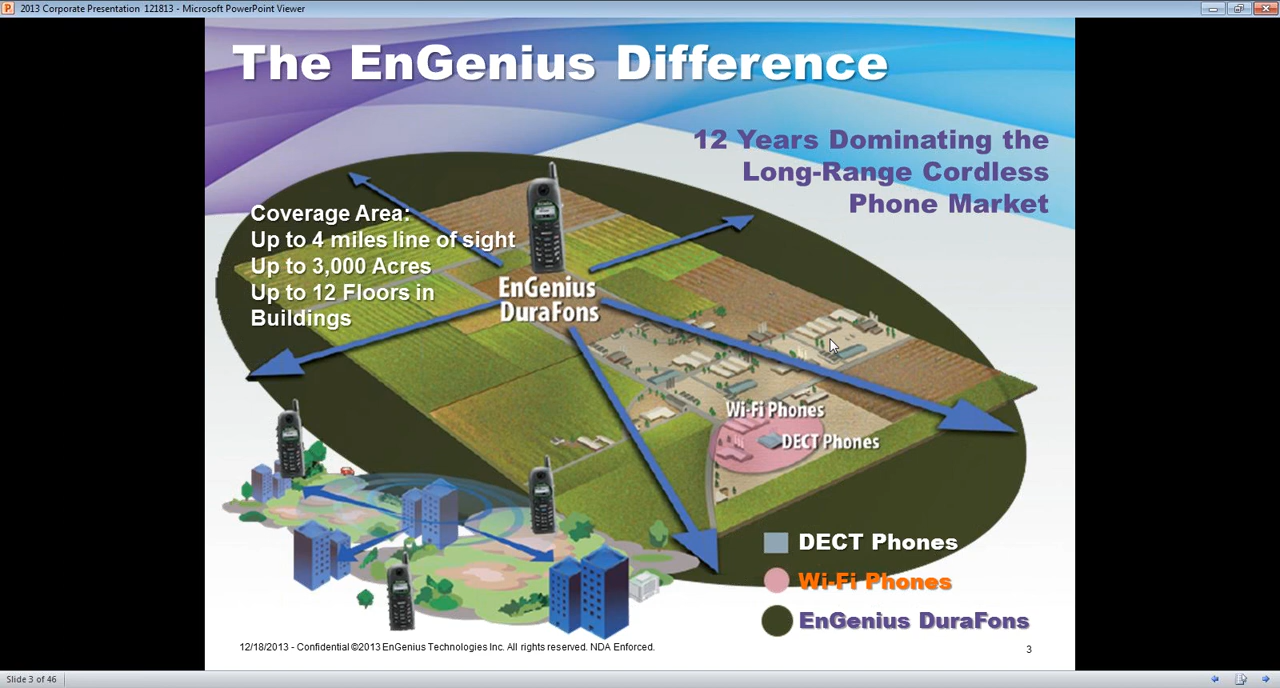 2013 Corporate Presentation 121813 - Microsoft PowerPoint Viewer
The EnGenius Difference
12 Years Dominating the
Long-Range Cordless
Phone Market
Coverage Area:
Up to 4 miles line of sight
Up to 3,000 Acres
Up to 12 Floors in
Buildings
EnGenius
DuraFons
Wi-Fi Phones
DECT Phones
DECT Phones
Wi-Fi Phones
EnGenius DuraFons
12/18/2013 - Confidential ©2013 EnGenius Technologies Inc. All rights reserved. NDA Enforced.
3
Slide 3 of 46